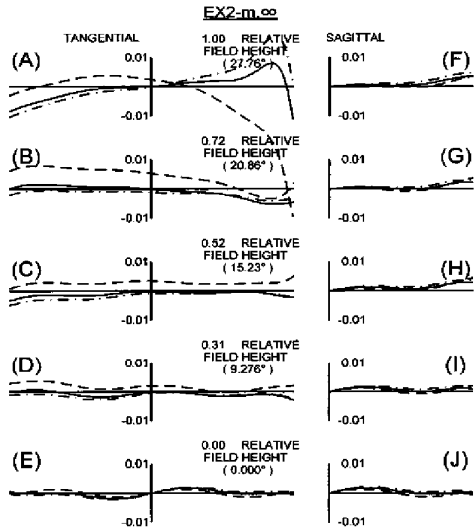 EX2-m,∞
TANGENTIAL
1.00 RELATIVE
FIELD HEIGHT
(27.76°)
SAGITTAL
(A)
0.01
-0.01
0.01
-0.01
(F)
(B)
0.01
-0.01
0.72 RELATIVE
FIELD HEIGHT
(20.86°)
0.01
-0.01
(G)
(C)
0.01
-0.01
0.52 RELATIVE
FIELD HEIGHT
(15.23°)
0.01
-0.01
(H)
(D)
0.01
-0.01
0.31 RELATIVE
FIELD HEIGHT
(9.276°)
0.01
-0.01
(I)
(E)
0.01
-0.01
0.00 RELATIVE
FIELD HEIGHT
(0.000°)
0.01
-0.01
(J)